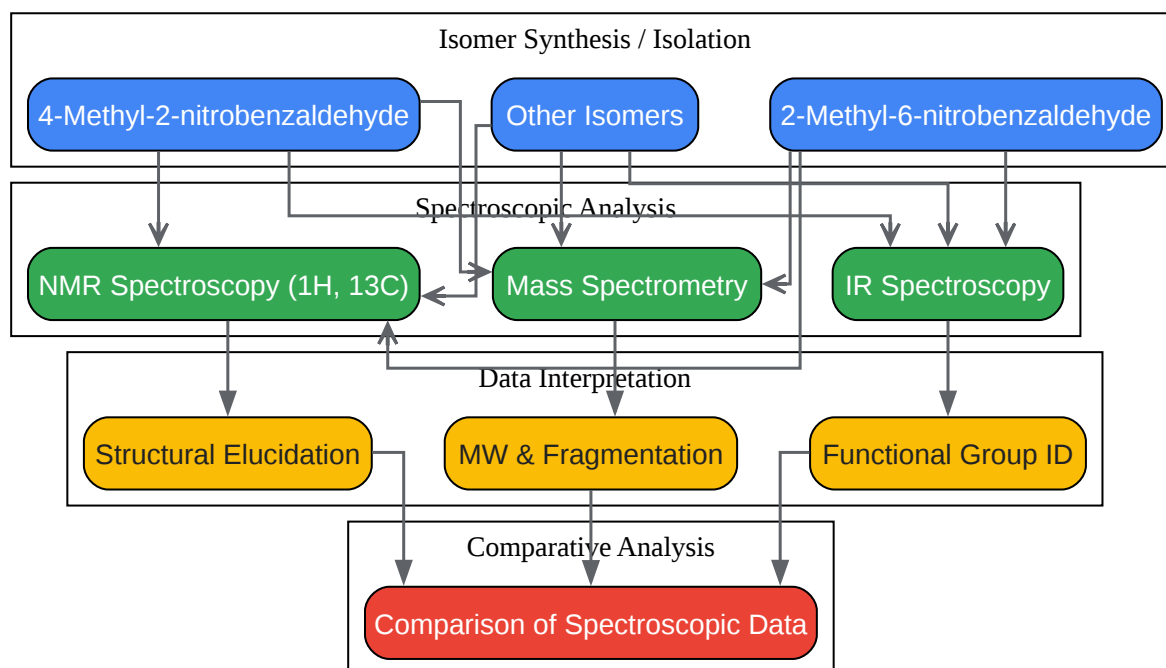 Isomer Synthesis / Isolation
4-Methyl-2-nitrobenzaldehyde
Other Isomers
2-Methyl-6-nitrobenzaldehyde
Spectroscopic Analysis
NMR Spectroscopy (1H, 13C)
Mass Spectrometry
IR Spectroscopy
Data Interpretation
Structural Elucidation
MW & Fragmentation
Functional Group ID
Comparative Analysis
Comparison of Spectroscopic Data